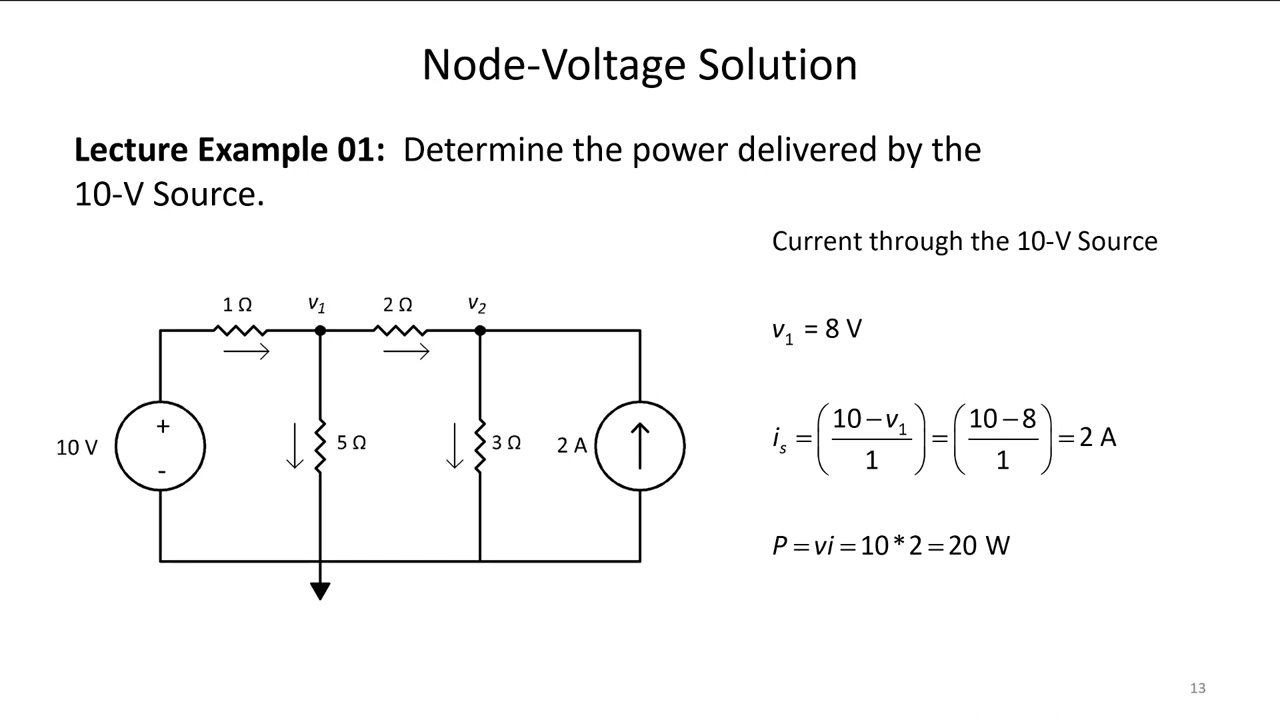 Node-Voltage Solution
Lecture Example 01: Determine the power delivered by the
10-V Source.
Current through the 10-V Source
1 Ω v₁ 2 Ω v₂
v₁ = 8 V
10 V + - 5 Ω 3 Ω 2 A
iₛ = ((10 − v₁)/1) = ((10 − 8)/1) = 2 A
P = vi = 10 * 2 = 20 W
13